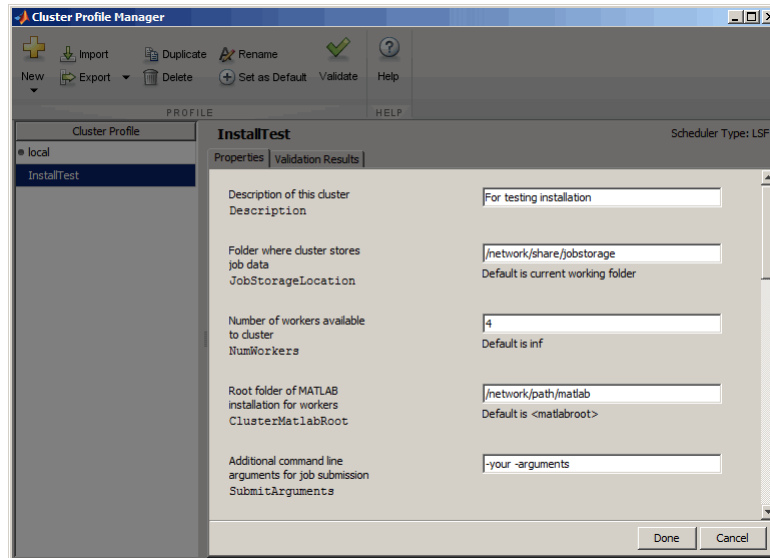 Cluster Profile Manager
New
Import
Export
Duplicate
Delete
Rename
Set as Default
Validate
Help
PROFILE
HELP
Cluster Profile
local
InstallTest
InstallTest
Scheduler Type: LSF
Properties
Validation Results
Description of this cluster
Description
For testing installation
Folder where cluster stores
job data
JobStorageLocation
/network/share/jobstorage
Default is current working folder
Number of workers available
to cluster
NumWorkers
4
Default is inf
Root folder of MATLAB
installation for workers
ClusterMatlabRoot
/network/path/matlab
Default is <matlabroot>
Additional command line
arguments for job submission
SubmitArguments
-your -arguments
Done
Cancel